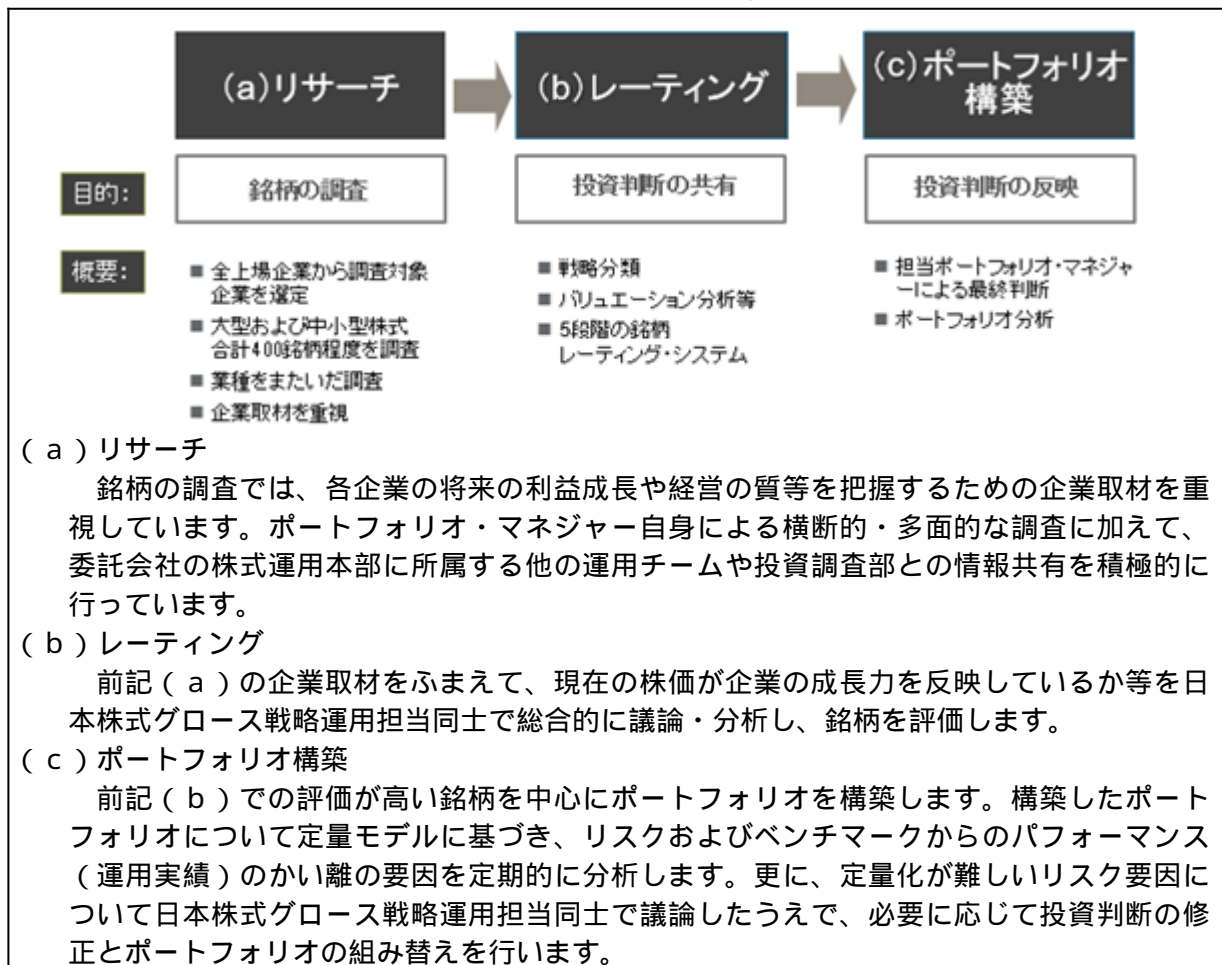 (a)リサーチ
(b)レーティング
(c)ポートフォリオ
構築
目的:
銘柄の調査
投資判断の共有
投資判断の反映
概要:
■ 全上場企業から調査対象
企業を選定
■ 大型および中小型株式
合計400銘柄程度を調査
■ 業種をまたいだ調査
■ 企業取材を重視
■ 戦略分類
■ バリュエーション分析等
■ 5段階の銘柄
レーティング・システム
■ 担当ポートフォリオ・マネジャ
ーによる最終判断
■ ポートフォリオ分析
(a)リサーチ
銘柄の調査では、各企業の将来の利益成長や経営の質等を把握するための企業取材を重
視しています。ポートフォリオ・マネジャー自身による横断的・多面的な調査に加えて、
委託会社の株式運用本部に所属する他の運用チームや投資調査部との情報共有を積極的に
行っています。
(b)レーティング
前記(a)の企業取材をふまえて、現在の株価が企業の成長力を反映しているか等を日
本株式グロース戦略運用担当同士で総合的に議論・分析し、銘柄を評価します。
(c)ポートフォリオ構築
前記(b)での評価が高い銘柄を中心にポートフォリオを構築します。構築したポート
フォリオについて定量モデルに基づき、リスクおよびベンチマークからのパフォーマンス
(運用実績)のかい離の要因を定期的に分析します。更に、定量化が難しいリスク要因に
ついて日本株式グロース戦略運用担当同士で議論したうえで、必要に応じて投資判断の修
正とポートフォリオの組み替えを行います。